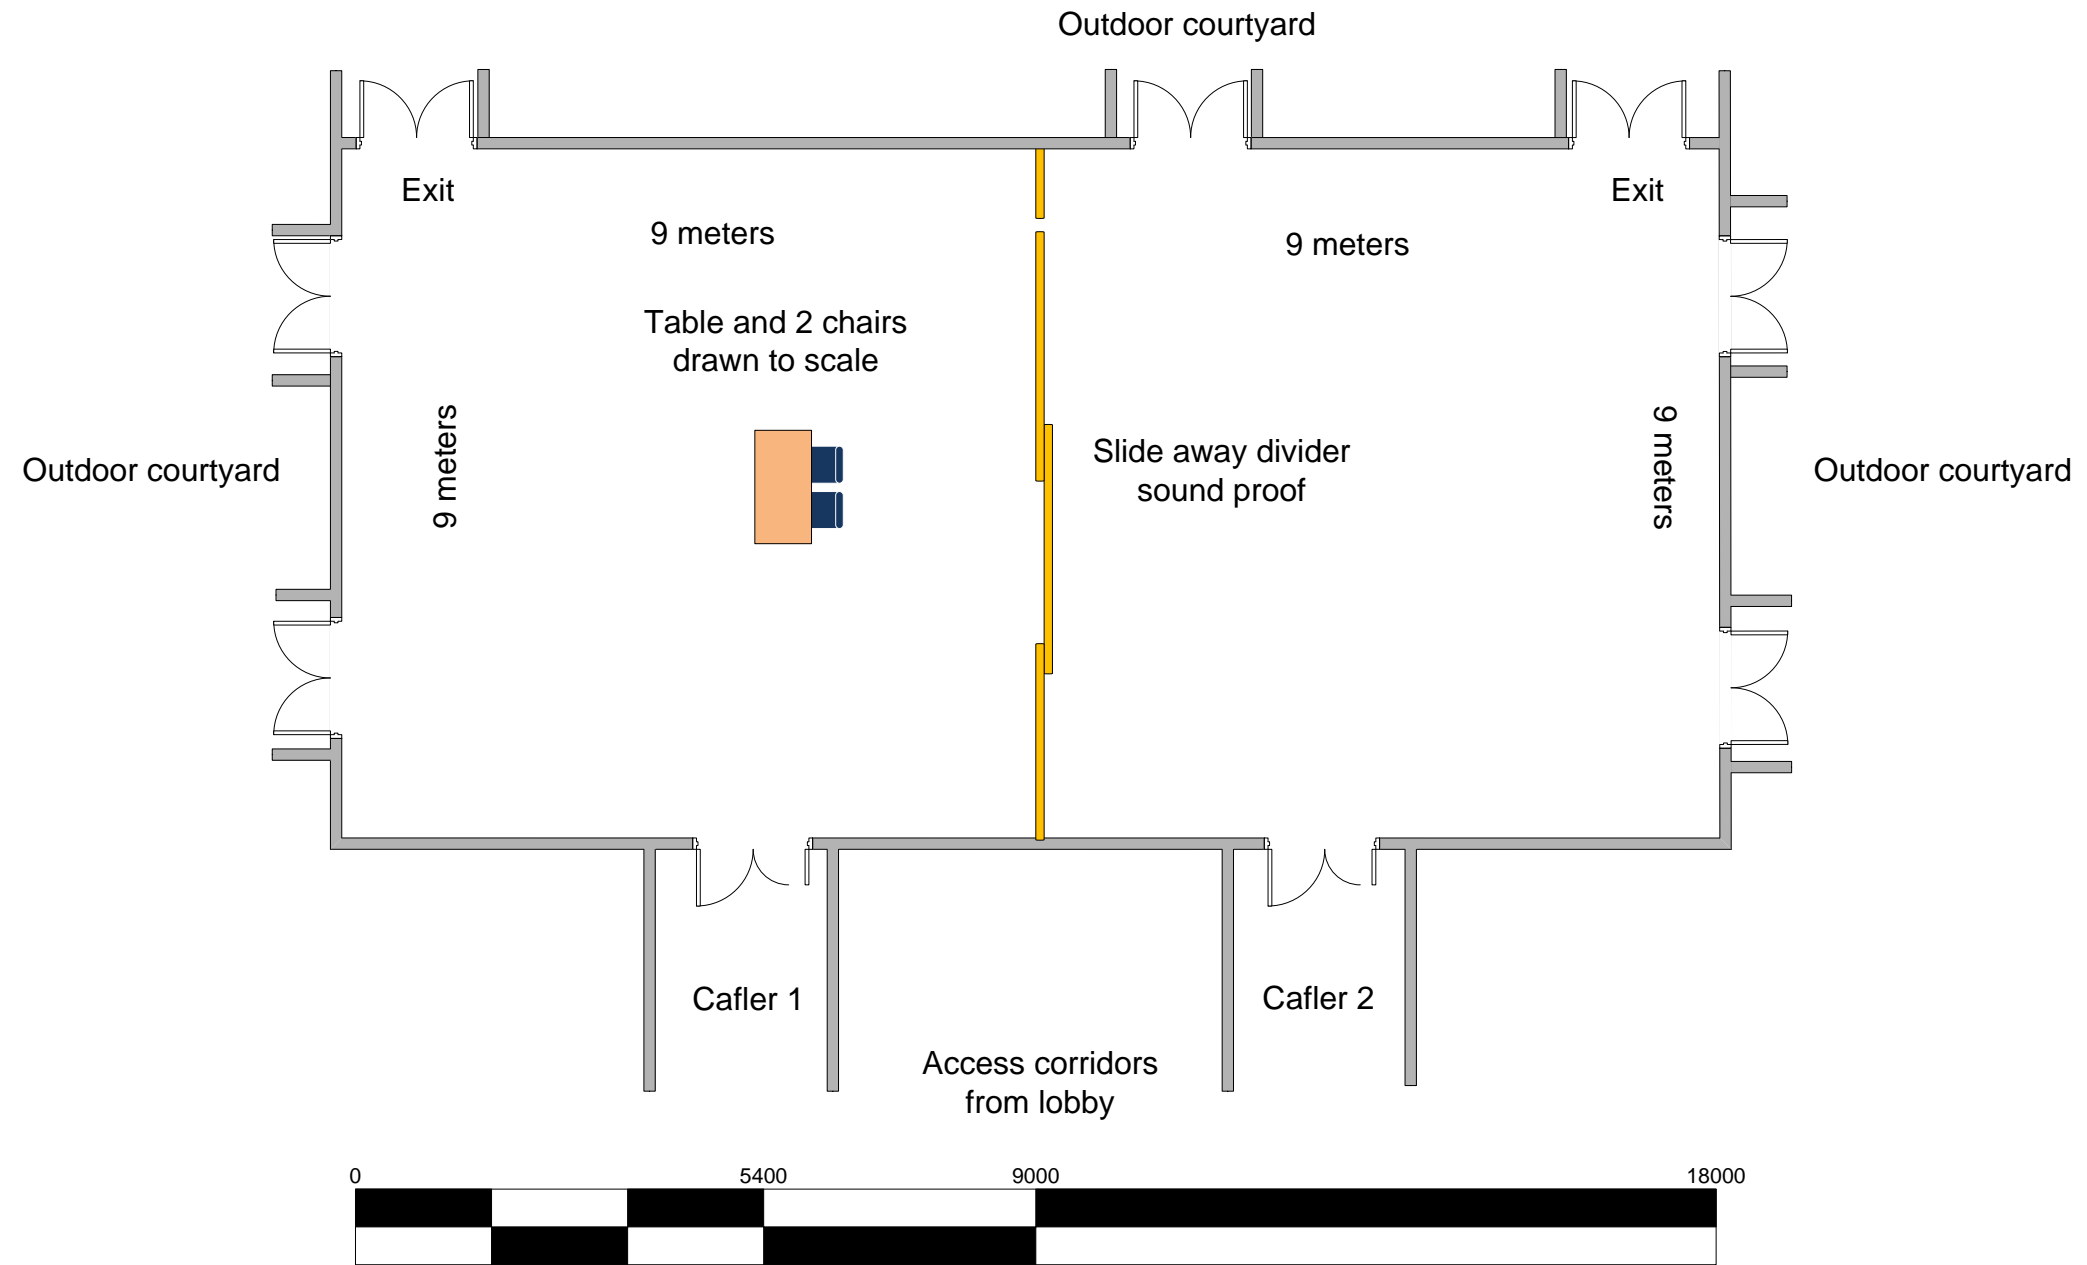 Outdoor courtyard
Exit
Exit
9 meters
9 meters
Table and 2 chairs
drawn to scale
9 meters
9 meters
Slide away divider
sound proof
Outdoor courtyard
Outdoor courtyard
Cafler 1
Cafler 2
Access corridors
from lobby
0
5400
9000
18000